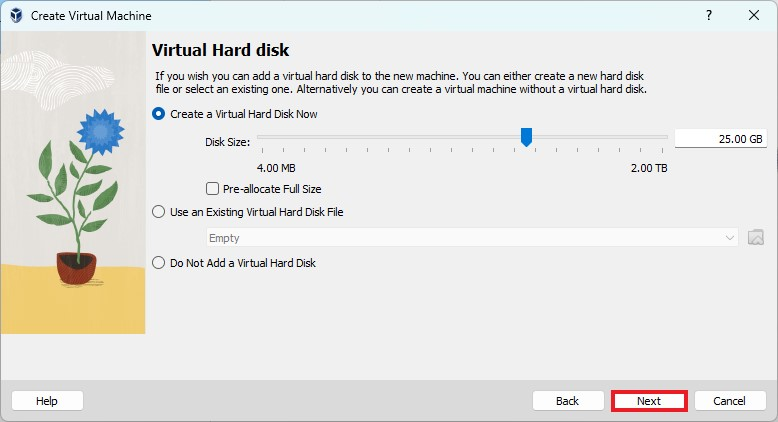 Create Virtual Machine
?
Virtual Hard disk
If you wish you can add a virtual hard disk to the new machine. You can either create a new hard disk
file or select an existing one. Alternatively you can create a virtual machine without a virtual hard disk.
Create a Virtual Hard Disk Now
Disk Size:
25.00 GB
4.00 MB
2.00 TB
Pre-allocate Full Size
Use an Existing Virtual Hard Disk File
Empty
Do Not Add a Virtual Hard Disk
Help
Back
Next
Cancel